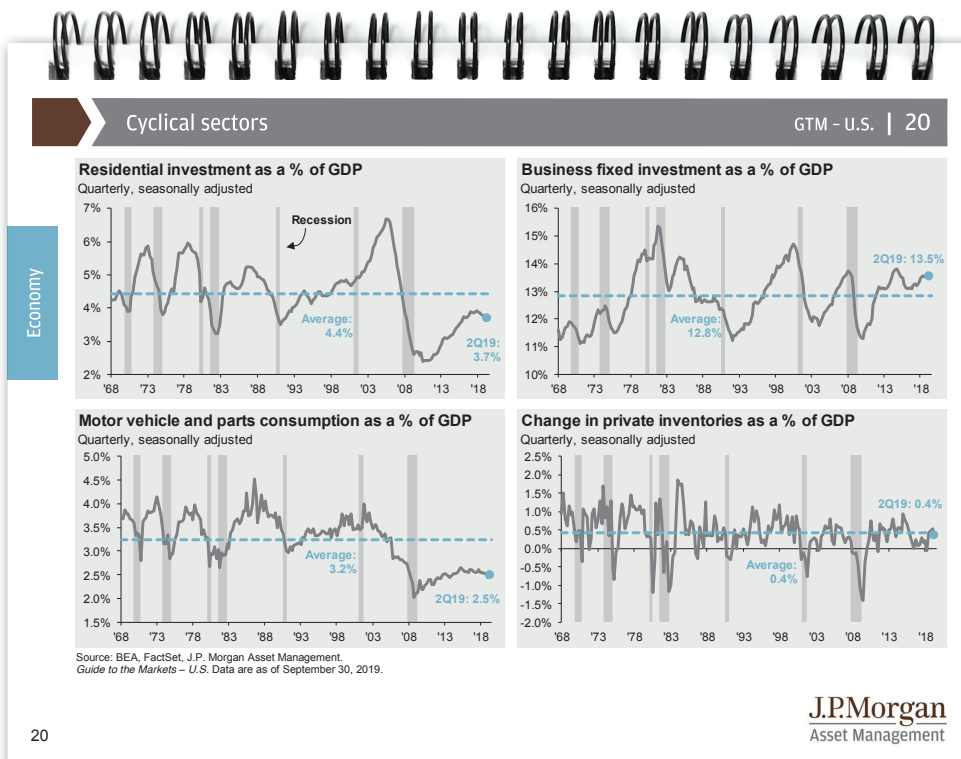 Cyclical sectors
GTM – U.S. | 20
Economy
Residential investment as a % of GDP
Quarterly, seasonally adjusted
7%
6%
5%
4%
3%
2%
Recession
Average:
4.4%
2Q19:
3.7%
'68 '73 '78 '83 '88 '93 '98 '03 '08 '13 '18
Business fixed investment as a % of GDP
Quarterly, seasonally adjusted
16%
15%
14%
13%
12%
11%
10%
2Q19: 13.5%
Average:
12.8%
'68 '73 '78 '83 '88 '93 '98 '03 '08 '13 '18
Motor vehicle and parts consumption as a % of GDP
Quarterly, seasonally adjusted
5.0%
4.5%
4.0%
3.5%
3.0%
2.5%
2.0%
1.5%
Average:
3.2%
2Q19: 2.5%
'68 '73 '78 '83 '88 '93 '98 '03 '08 '13 '18
Change in private inventories as a % of GDP
Quarterly, seasonally adjusted
2.5%
2.0%
1.5%
1.0%
0.5%
0.0%
-0.5%
-1.0%
-1.5%
-2.0%
2Q19: 0.4%
Average:
0.4%
'68 '73 '78 '83 '88 '93 '98 '03 '08 '13 '18
Source: BEA, FactSet, J.P. Morgan Asset Management.
Guide to the Markets – U.S. Data are as of September 30, 2019.
J.P.Morgan
Asset Management
20